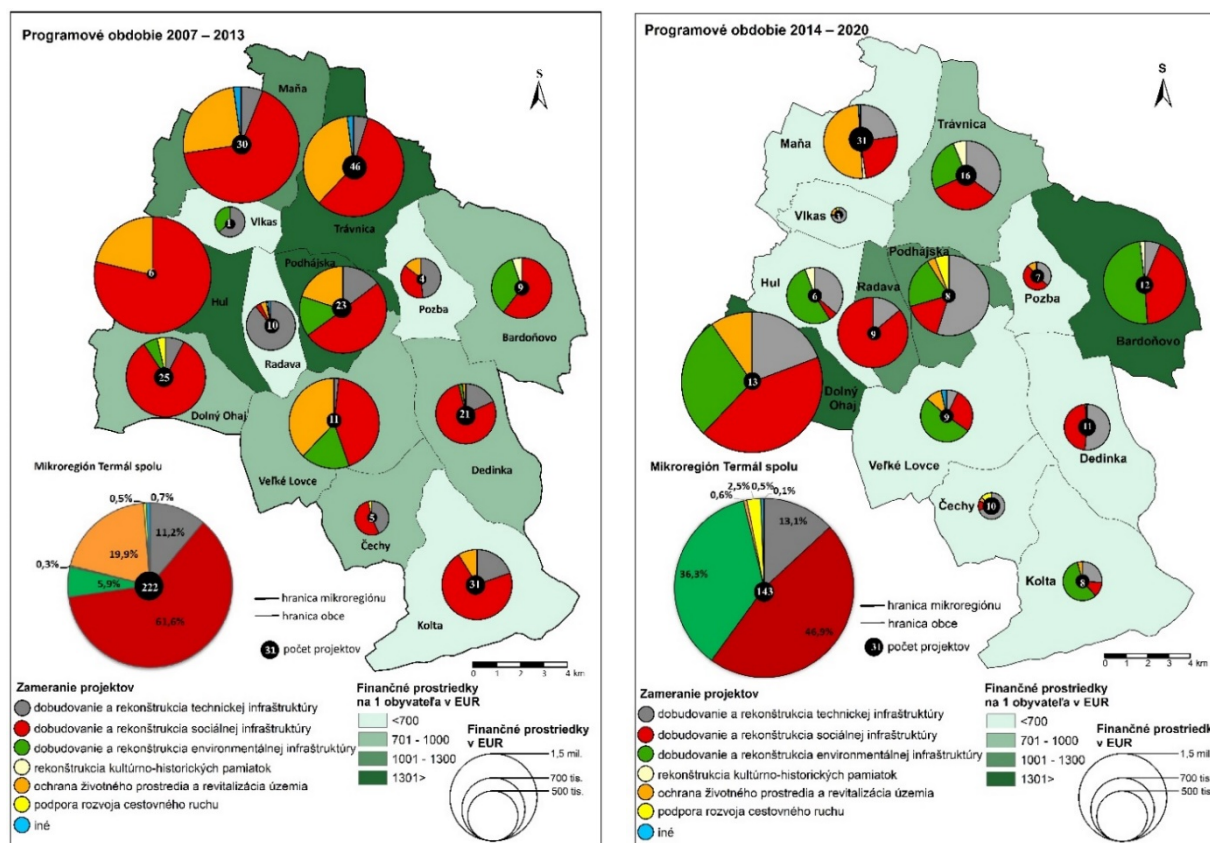 Programové obdobie 2007 – 2013
S
Maňa
30
46
1
Vlkas
Trávnica
6
Podhájska
4
9
Hul
23
Pozba
10
Bardoňovo
Radava
25
Dolný Ohaj
11
21
Mikroregión Termál spolu
Veľké Lovce
Dedinka
0,5%
0,7%
11,2%
5
19,9%
Čechy
0,3%
5,9%
222
61,6%
31
hranica mikroregiónu
hranica obce
Kolta
31
počet projektov
0 1 2 3 4 km
Zameranie projektov
dobudovanie a rekonštrukcia technickej infraštruktúry
dobudovanie a rekonštrukcia sociálnej infraštruktúry
dobudovanie a rekonštrukcia environmentálnej infraštruktúry
rekonštrukcia kultúrno-historických pamiatok
ochrana životného prostredia a revitalizácia územia
podpora rozvoja cestovného ruchu
iné
Finančné prostriedky
na 1 obyvateľa v EUR
<700
701 - 1000
1001 - 1300
1301>
Finančné prostriedky
v EUR
1,5 mil.
700 tis.
500 tis.
Programové obdobie 2014 – 2020
S
Trávnica
31
Maňa
16
Vlkas
Podhájska
Hul
Radava
7
6
8
12
Pozba
9
Bardoňovo
13
Dolný
Ohaj
9
11
Mikroregión Termál spolu
Veľké Lovce
Dedinka
2,5%
0,5%
0,6%
0,1%
Čechy
10
13,1%
36,3%
143
Kolta
8
46,9%
hranica mikroregiónu
hranica obce
31
počet projektov
0 1 2 3 4 km
Zameranie projektov
dobudovanie a rekonštrukcia technickej infraštruktúry
dobudovanie a rekonštrukcia sociálnej infraštruktúry
dobudovanie a rekonštrukcia environmentálnej infraštruktúry
rekonštrukcia kultúrno-historických pamiatok
ochrana životného prostredia a revitalizácia územia
podpora rozvoja cestovného ruchu
iné
Finančné prostriedky
na 1 obyvateľa v EUR
<700
701 - 1000
1001 - 1300
1301>
Finančné prostriedky
v EUR
1,5 mil.
700 tis.
500 tis.